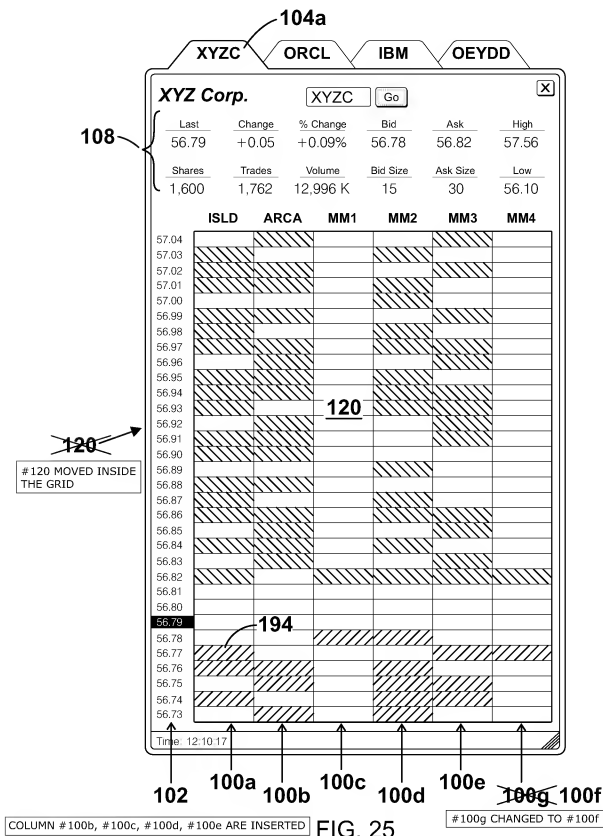 104a
XYZC ORCL IBM OEYDD
X
XYZ Corp. XYZC Go
108
Last Change % Change Bid Ask High
56.79 +0.05 +0.09% 56.78 56.82 57.56
Shares Trades Volume Bid Size Ask Size Low
1,600 1,762 12,996 K 15 30 56.10
ISLD ARCA MM1 MM2 MM3 MM4
57.04
57.03
57.02
57.01
57.00
56.99
56.98
56.97
56.96
56.95
56.94
56.93
120
56.92
56.91
120
56.90
#120 MOVED INSIDE
THE GRID
56.89
56.88
56.87
56.86
56.85
56.84
56.83
56.82
56.81
56.80
56.79
194
56.78
56.77
56.76
56.75
56.74
56.73
Time 12:10:17
102 100a 100b 100c 100d 100e 100g 100f
COLUMN #100b, #100c, #100d, #100e ARE INSERTED
FIG. 25
#100g CHANGED TO #100f